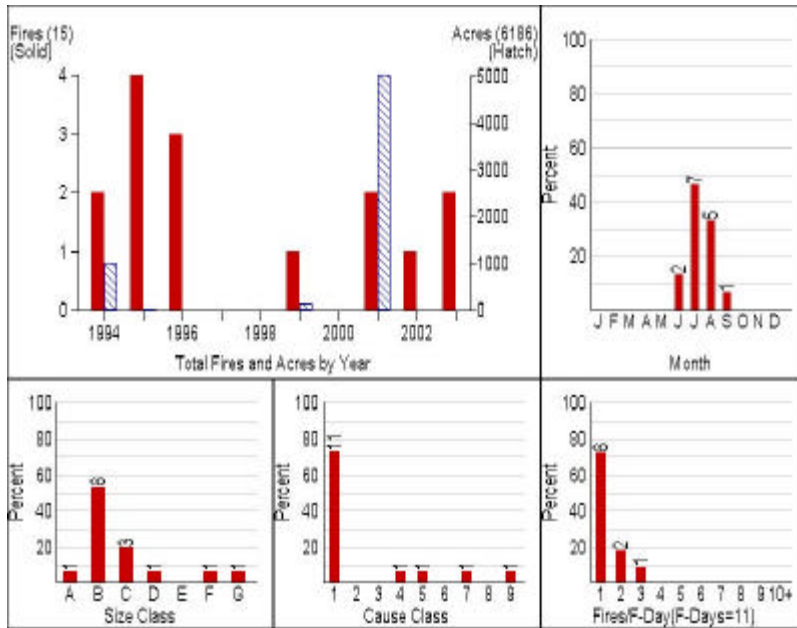 Fires (15)
(Solid)
Acres (6186)
(Hatch)
4
3
2
1
0
5000
4000
3000
2000
1000
0
1994 1996 1998 2000 2002
Total Fires and Acres by Year
Percent
100
80
60
40
20
2 7 5 1
J F M A M J J A S O N D
Month
Percent
100
80
60
40
20
1 8 3 1 1 1
A B C D E F G
Size Class
Percent
100
80
60
40
20
11 1 1 1 1
1 2 3 4 5 6 7 8 9
Cause Class
Percent
100
80
60
40
20
8 2 1
1 2 3 4 5 6 7 8 9 10+
Fires/F-Day(F-Days=11)